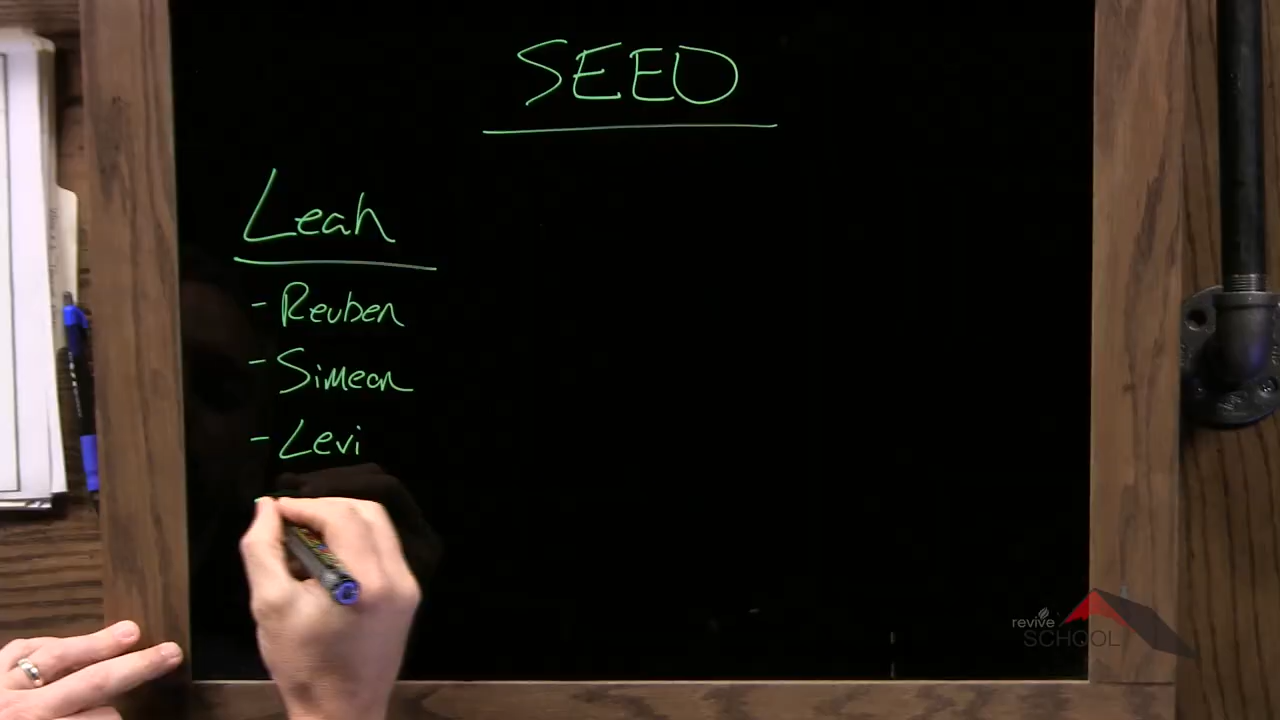 SEED
Leah
- Reuben
- Simeon
- Levi
revive
SCHOOL